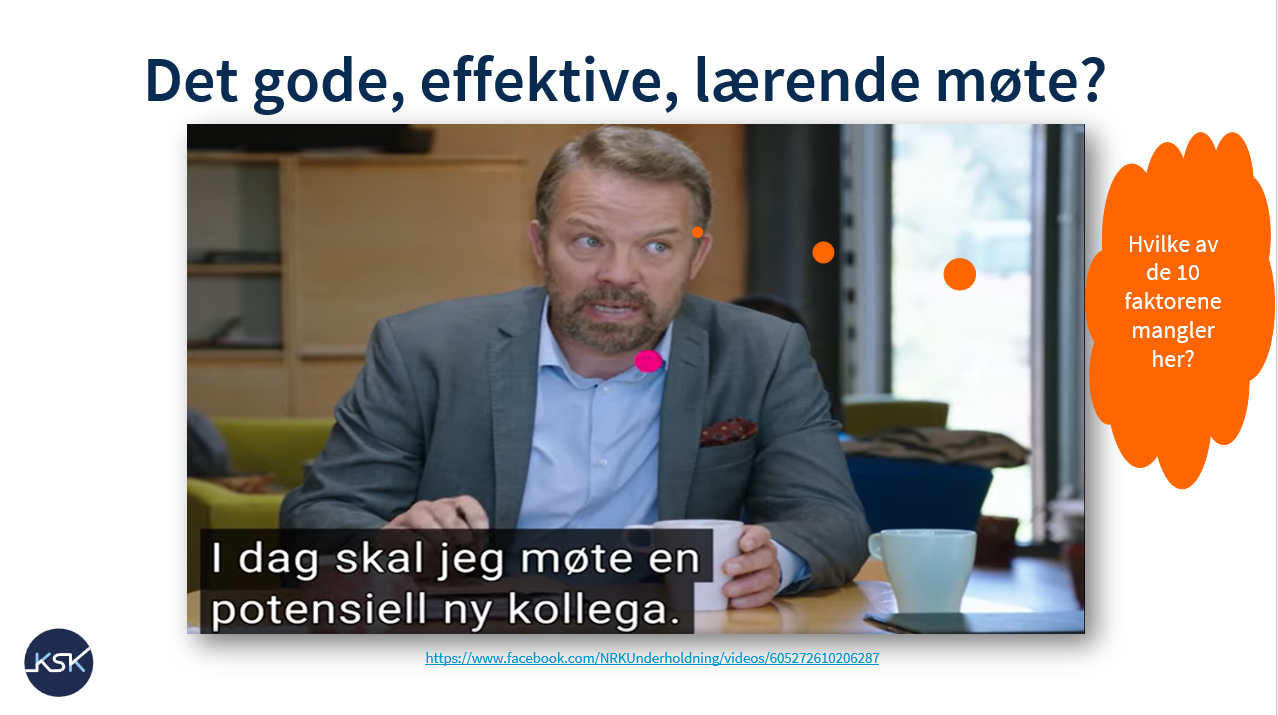 Det gode, effektive, lærende møte?
Hvilke av
de 10
faktorene
mangler
her?
I dag skal jeg møte en
potensiell ny kollega.
https://www.facebook.com/NRKUnderholdning/videos/605272610206287
KSK